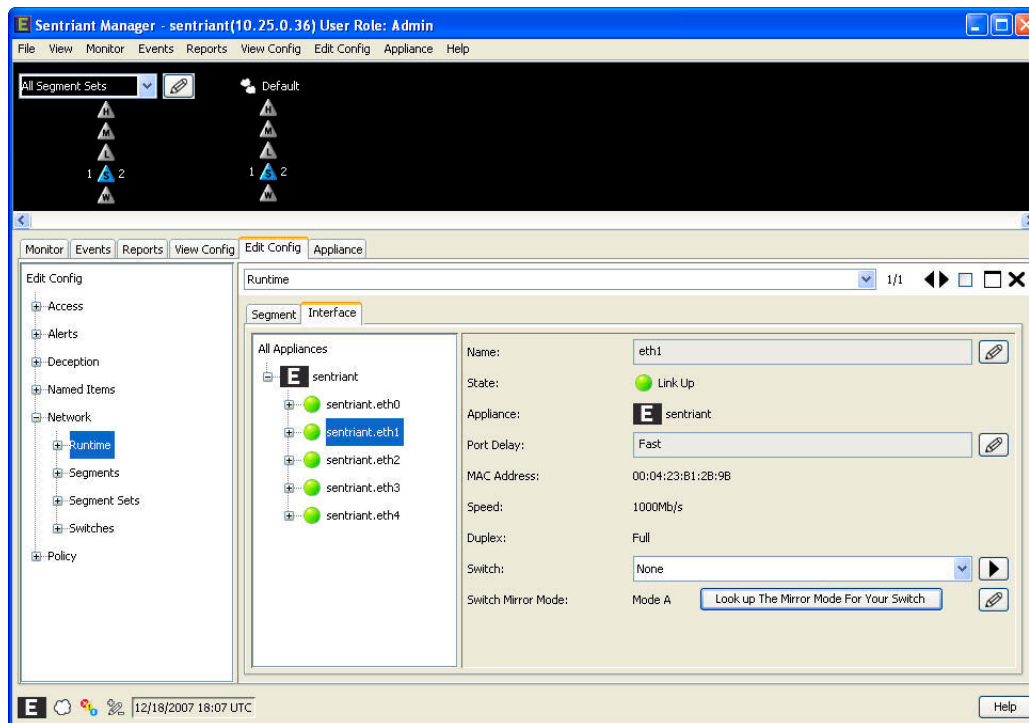 E Sentriant Manager - sentriant(10.25.0.36) User Role: Admin
File View Monitor Events Reports View Config Edit Config Appliance Help
All Segment Sets Default
H H
M M
L L
1 S 2 1 S 2
W W
Monitor Events Reports View Config Edit Config Appliance
Edit Config
Access
Alerts
Deception
Named Items
Network
Runtime
Segments
Segment Sets
Switches
Policy
Runtime 1/1
Segment Interface
All Appliances
E sentriant
sentriant.eth0
sentriant.eth1
sentriant.eth2
sentriant.eth3
sentriant.eth4
Name: eth1
State: Link Up
Appliance: E sentriant
Port Delay: Fast
MAC Address: 00:04:23:B1:2B:9B
Speed: 1000Mb/s
Duplex: Full
Switch: None
Switch Mirror Mode: Mode A Look up The Mirror Mode For Your Switch
E 12/18/2007 18:07 UTC Help